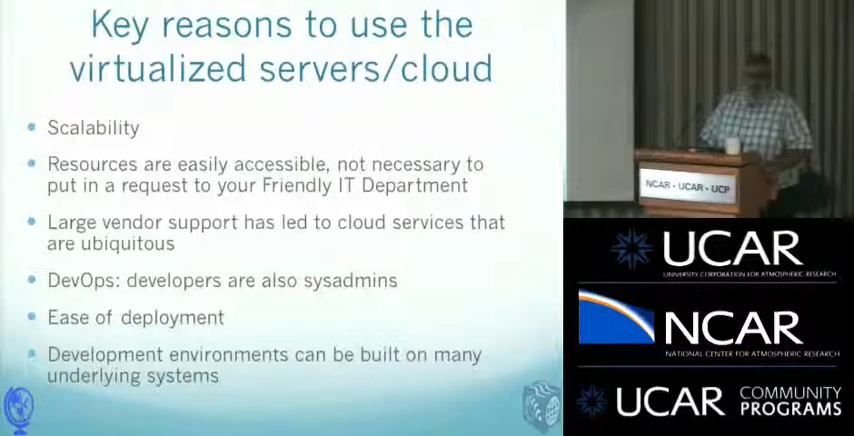 Key reasons to use the
virtualized servers/cloud
Scalability
Resources are easily accessible, not necessary to
put in a request to your Friendly IT Department
Large vendor support has led to cloud services that
are ubiquitous
DevOps: developers are also sysadmins
Ease of deployment
Development environments can be built on many
underlying systems
NCAR • UCAR • UCP
UCAR
UNIVERSITY CORPORATION FOR ATMOSPHERIC RESEARCH
NCAR
NATIONAL CENTER FOR ATMOSPHERIC RESEARCH
UCAR COMMUNITY
PROGRAMS